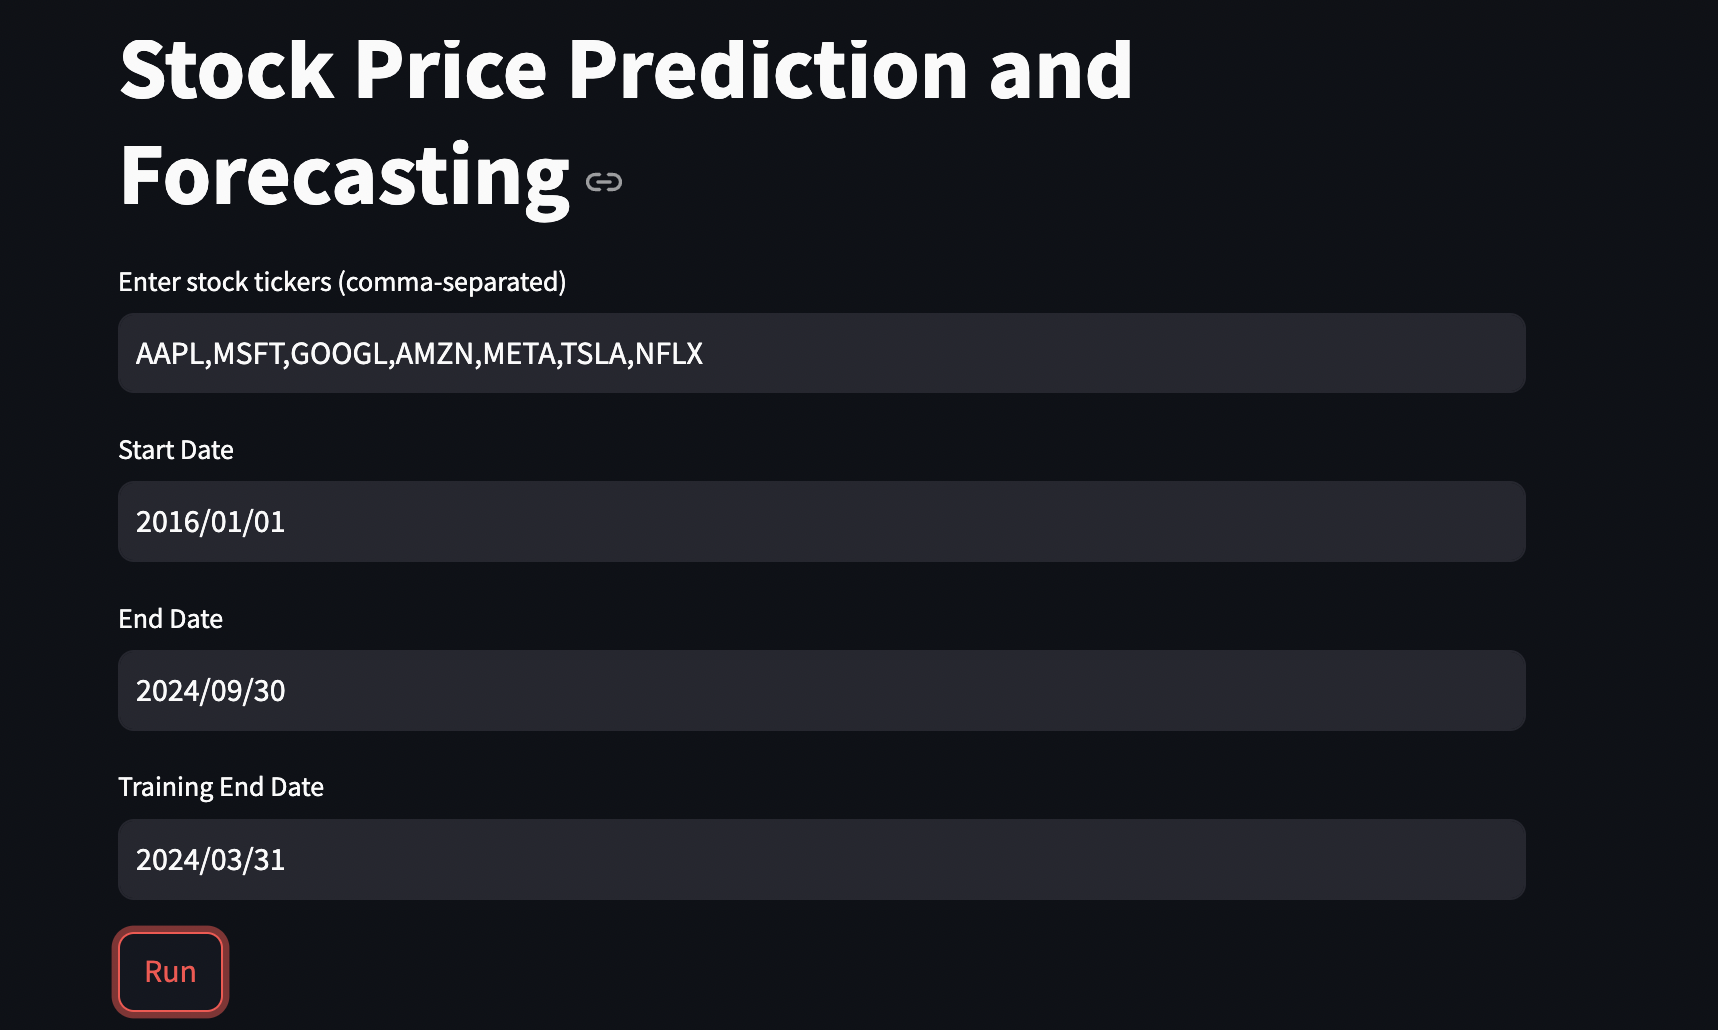 Stock Price Prediction and
Forecasting
Enter stock tickers (comma-separated)
AAPL,MSFT,GOOGL,AMZN,META,TSLA,NFLX
Start Date
2016/01/01
End Date
2024/09/30
Training End Date
2024/03/31
Run